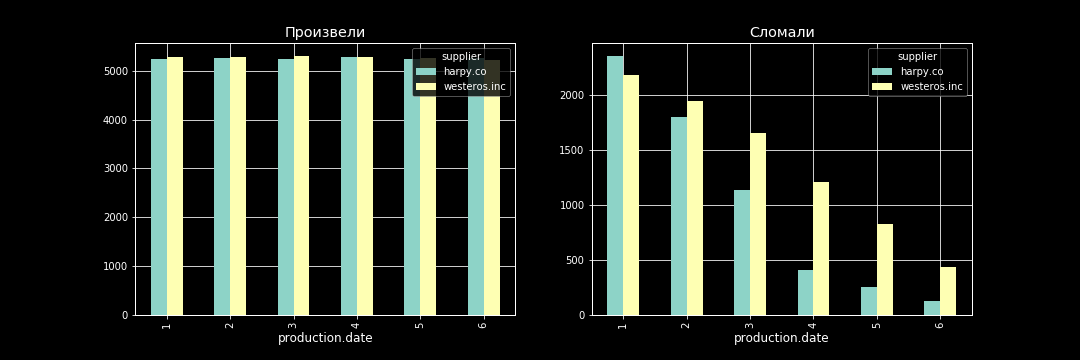 Произвели
5000
4000
3000
2000
1000
0
supplier
harpy.co
westeros.inc
1 2 3 4 5 6
production.date
Сломали
2000
1500
1000
500
0
supplier
harpy.co
westeros.inc
1 2 3 4 5 6
production.date